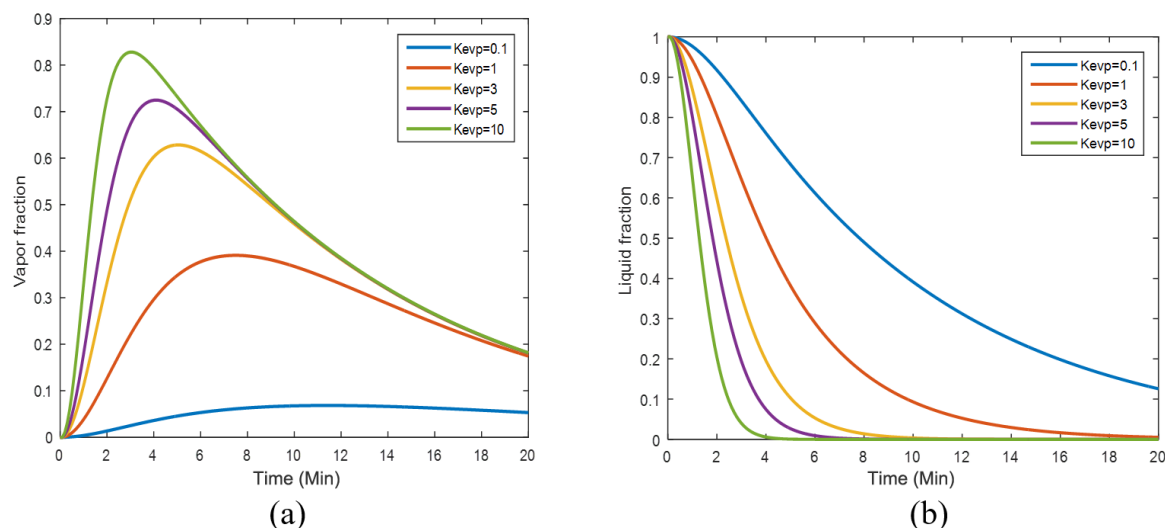 0.9
0.8
0.7
0.6
0.5
0.4
0.3
0.2
0.1
0
Vapor fraction
0 2 4 6 8 10 12 14 16 18 20
Time (Min)
Kevp=0.1
Kevp=1
Kevp=3
Kevp=5
Kevp=10
(a)
1
0.9
0.8
0.7
0.6
0.5
0.4
0.3
0.2
0.1
0
Liquid fraction
0 2 4 6 8 10 12 14 16 18 20
Time (Min)
Kevp=0.1
Kevp=1
Kevp=3
Kevp=5
Kevp=10
(b)